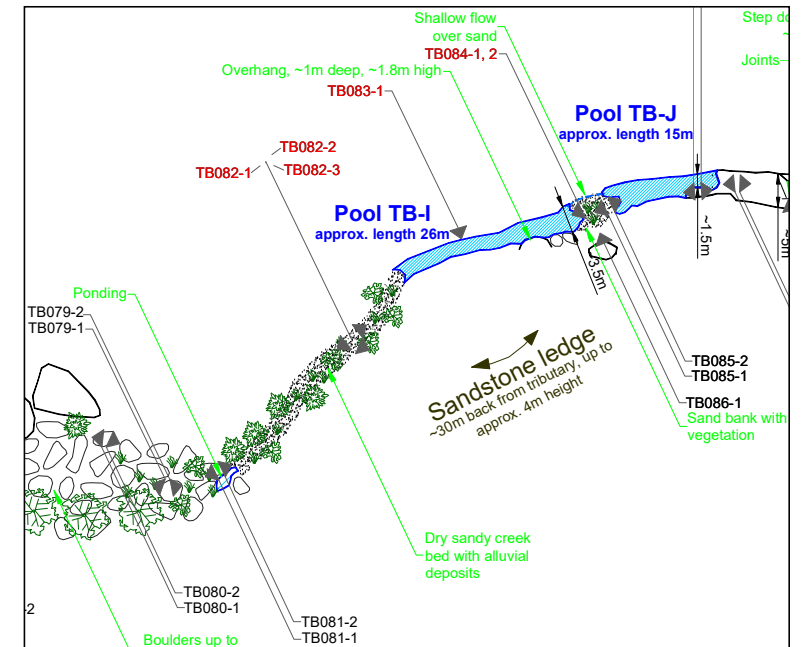 Shallow flow
over sand
TB084-1, 2
Step do
~
Joints
Overhang, ~1m deep, ~1.8m high
TB083-1
Pool TB-J
approx. length 15m
TB082-2
TB082-1
TB082-3
Pool TB-I
approx. length 26m
~1.5m
~5m
~3.5m
Ponding
TB079-2
TB079-1
Sandstone ledge
~30m back from tributary, up to
approx. 4m height
TB085-2
TB085-1
TB086-1
Sand bank with
vegetation
Dry sandy creek
bed with alluvial
deposits
TB080-2
TB080-1
-2
TB081-2
TB081-1
Boulders up to